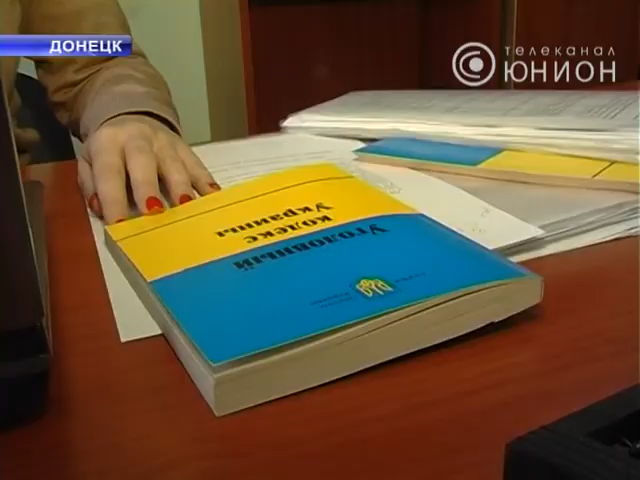 ДОНЕЦК
телеканал
ЮНИОН
Уголовный
кодекс
Украины